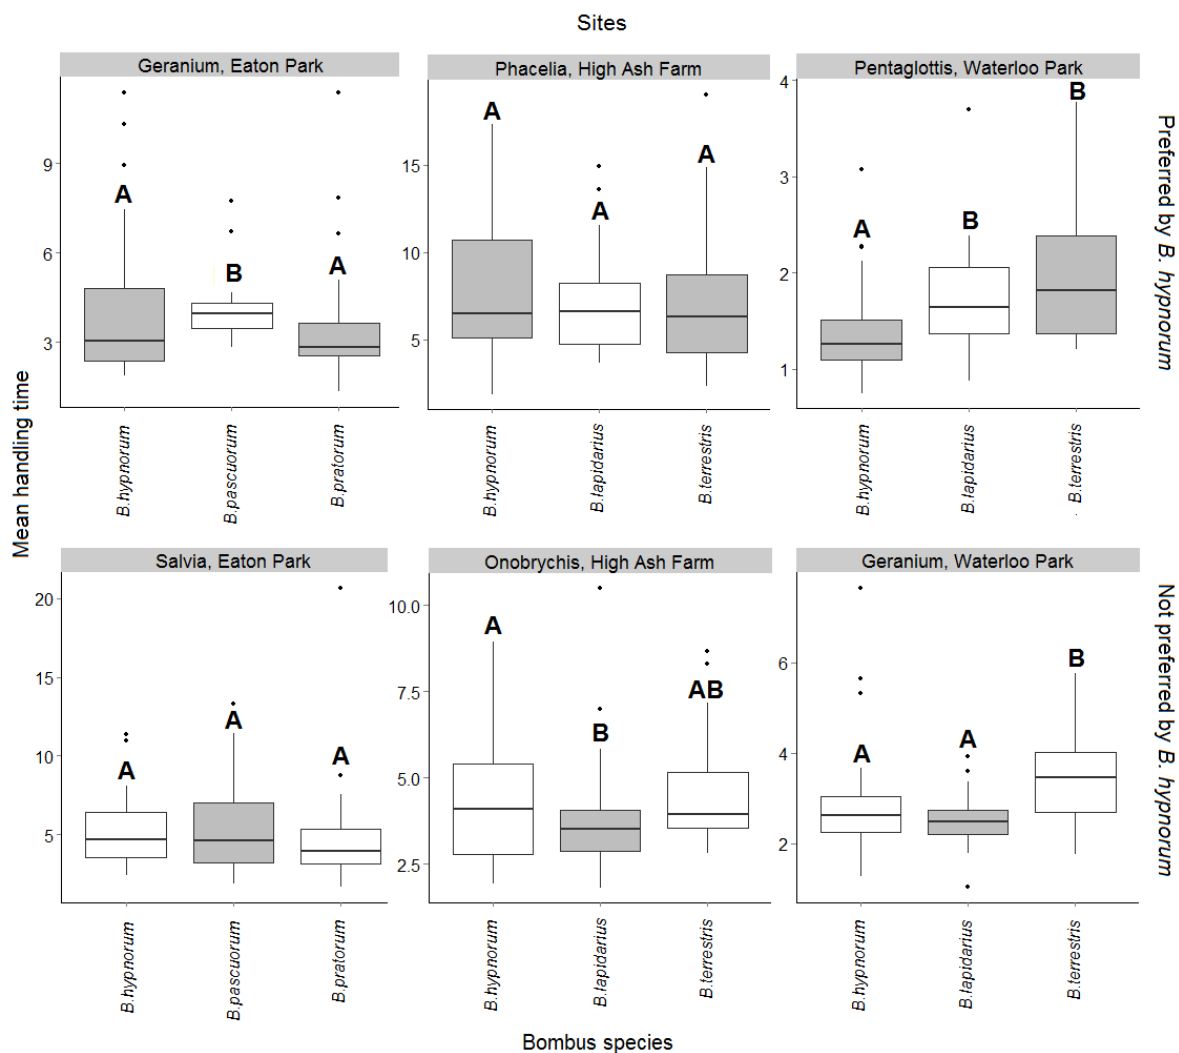 Sites
Geranium, Eaton Park
Phacelia, High Ash Farm
Pentaglottis, Waterloo Park
9
6
3
A
B
A
15
10
5
A
A
A
4
3
2
1
A
B
B
Preferred by B. hypnorum
B.hypnorum
B.pascuorum
B.pratorum
B.hypnorum
B.lapidarius
B.terrestris
B.hypnorum
B.lapidarius
B.terrestris
Mean handling time
Salvia, Eaton Park
Onobrychis, High Ash Farm
Geranium, Waterloo Park
20
15
10
5
A
A
A
10.0
7.5
5.0
2.5
A
B
AB
6
4
2
A
A
B
Not preferred by B. hypnorum
B.hypnorum
B.pascuorum
B.pratorum
B.hypnorum
B.lapidarius
B.terrestris
B.hypnorum
B.lapidarius
B.terrestris
Bombus species